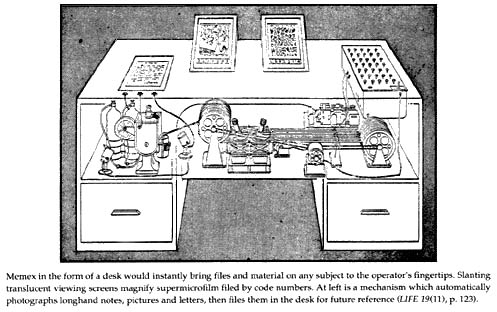 Memex in the form of a desk would instantly bring files and material on any subject to the operator's fingertips. Slanting
translucent viewing screens magnify supermicrofilm filed by code numbers. At left is a mechanism which automatically
photographs longhand notes, pictures and letters, then files them in the desk for future reference (LIFE 19(11), p. 123).